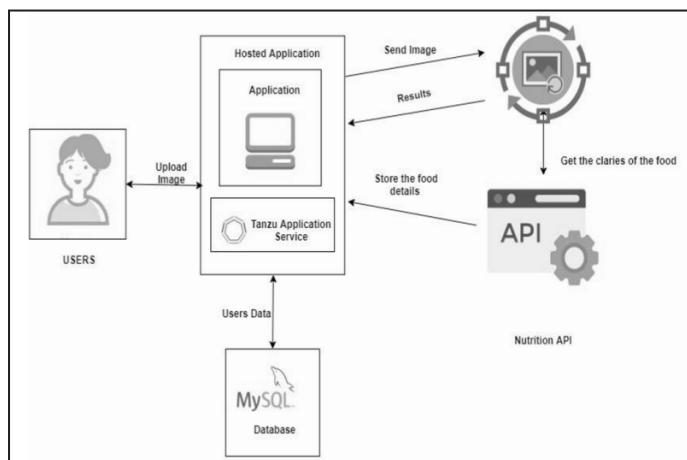 Hosted Application
Application
Tanzu Application
Service
Upload
Image
USERS
Send Image
Results
Store the food
details
Get the claries of the food
API
Nutrition API
Users Data
MySQL
Database